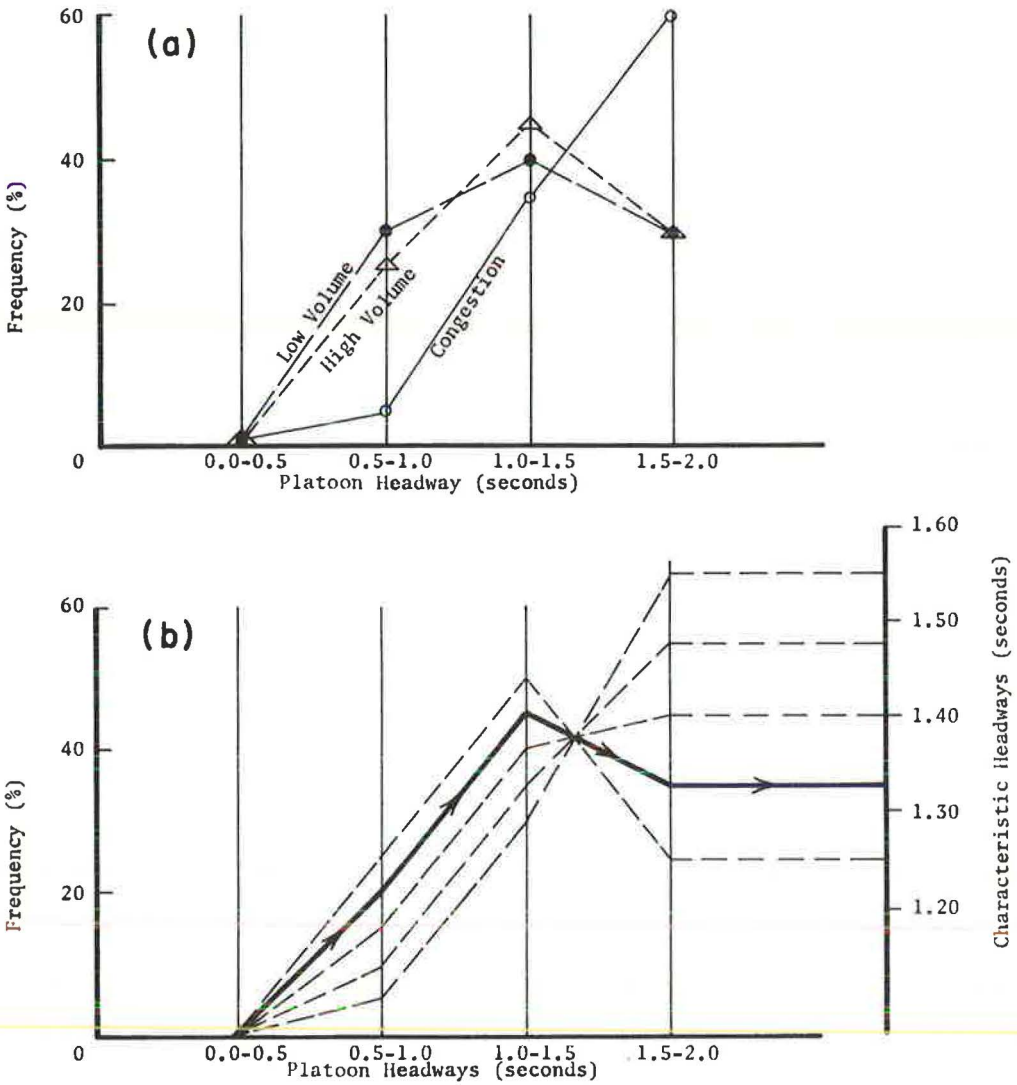 60
(a)
40
Frequency (%)
20
0
Low Volume
High Volume
Congestion
0.0-0.5 0.5-1.0 1.0-1.5 1.5-2.0
Platoon Headway (seconds)
60
(b)
40
Frequency (%)
20
0
1.60
1.50
1.40
1.30
1.20
Characteristic Headways (seconds)
0.0-0.5 0.5-1.0 1.0-1.5 1.5-2.0
Platoon Headways (seconds)